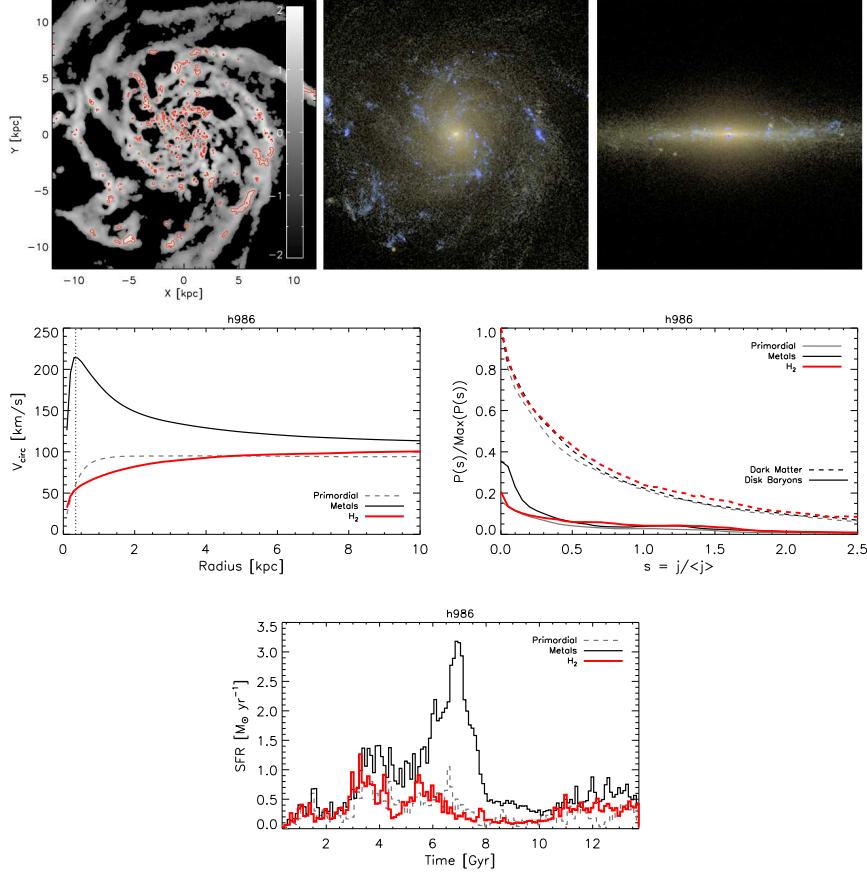 10
5
0
−5
−10
Y [kpc]
−10 −5 0 5 10
X [kpc]
2
1
0
−1
−2
h986
250
200
150
100
50
0
V_circ [km/s]
Primordial
Metals
H₂
0 2 4 6 8 10
Radius [kpc]
h986
1.0
0.8
0.6
0.4
0.2
0.0
P(s)/Max(P(s))
Primordial
Metals
H₂
Dark Matter
Disk Baryons
0.0 0.5 1.0 1.5 2.0 2.5
s = j/<j>
h986
3.5
3.0
2.5
2.0
1.5
1.0
0.5
0.0
SFR [M⊙ yr⁻¹]
Primordial
Metals
H₂
2 4 6 8 10 12
Time [Gyr]